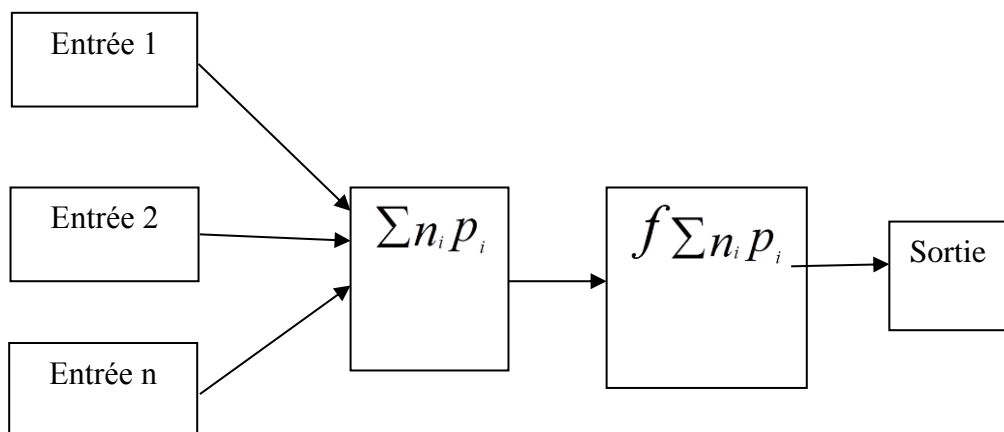 Entrée 1
Entrée 2
Entrée n
∑nᵢpᵢ
f∑nᵢpᵢ
Sortie